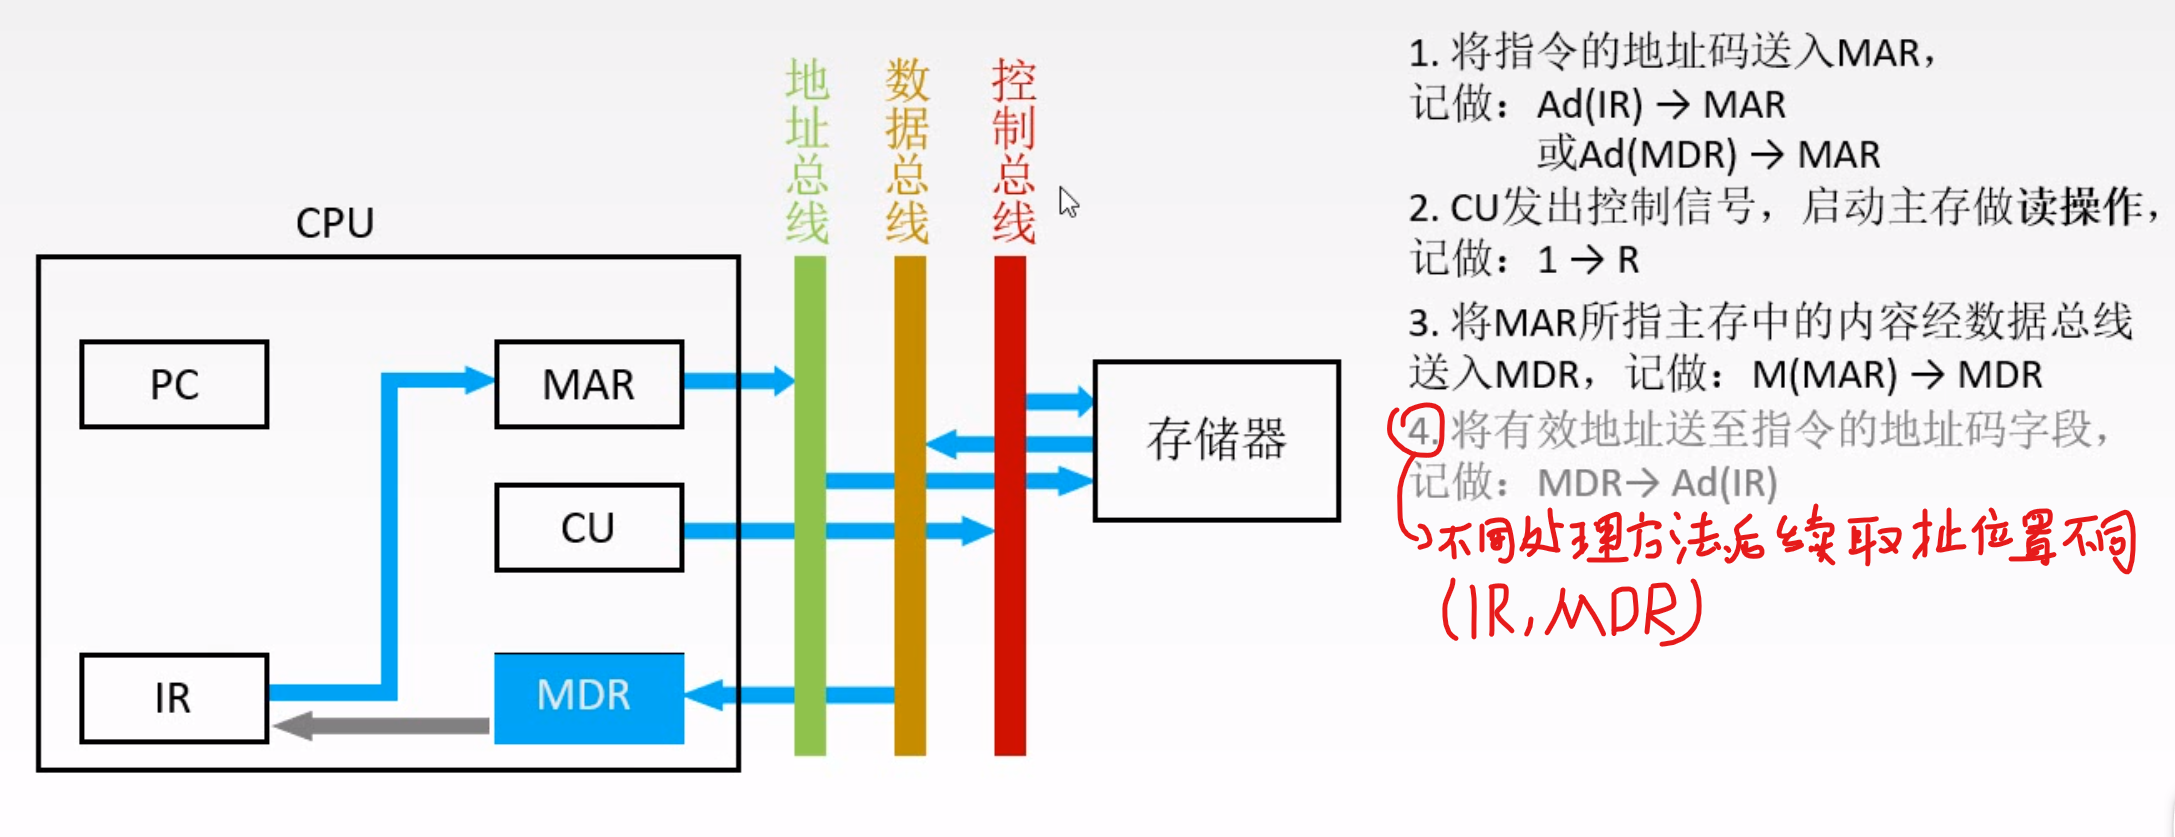 CPU
PC
MAR
CU
IR
MDR
地址总线
数据总线
控制总线
存储器
1. 将指令的地址码送入MAR，
记做：Ad(IR) → MAR
或Ad(MDR) → MAR
2. CU发出控制信号，启动主存做读操作，
记做：1 → R
3. 将MAR所指主存中的内容经数据总线
送入MDR，记做：M(MAR) → MDR
4. 将有效地址送至指令的地址码字段，
记做：MDR→ Ad(IR)
不同处理方法后续取扯位置不同
(IR,MDR)